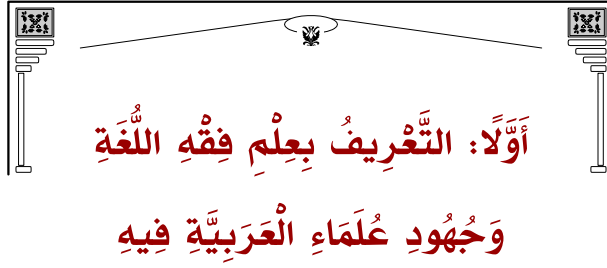 أَوَّلًا: التَّعْرِيفُ بِعِلْمِ فِقْهِ اللُّغَةِ
وَجُهُودِ عُلَمَاءِ الْعَرَبِيَّةِ فِيهِ